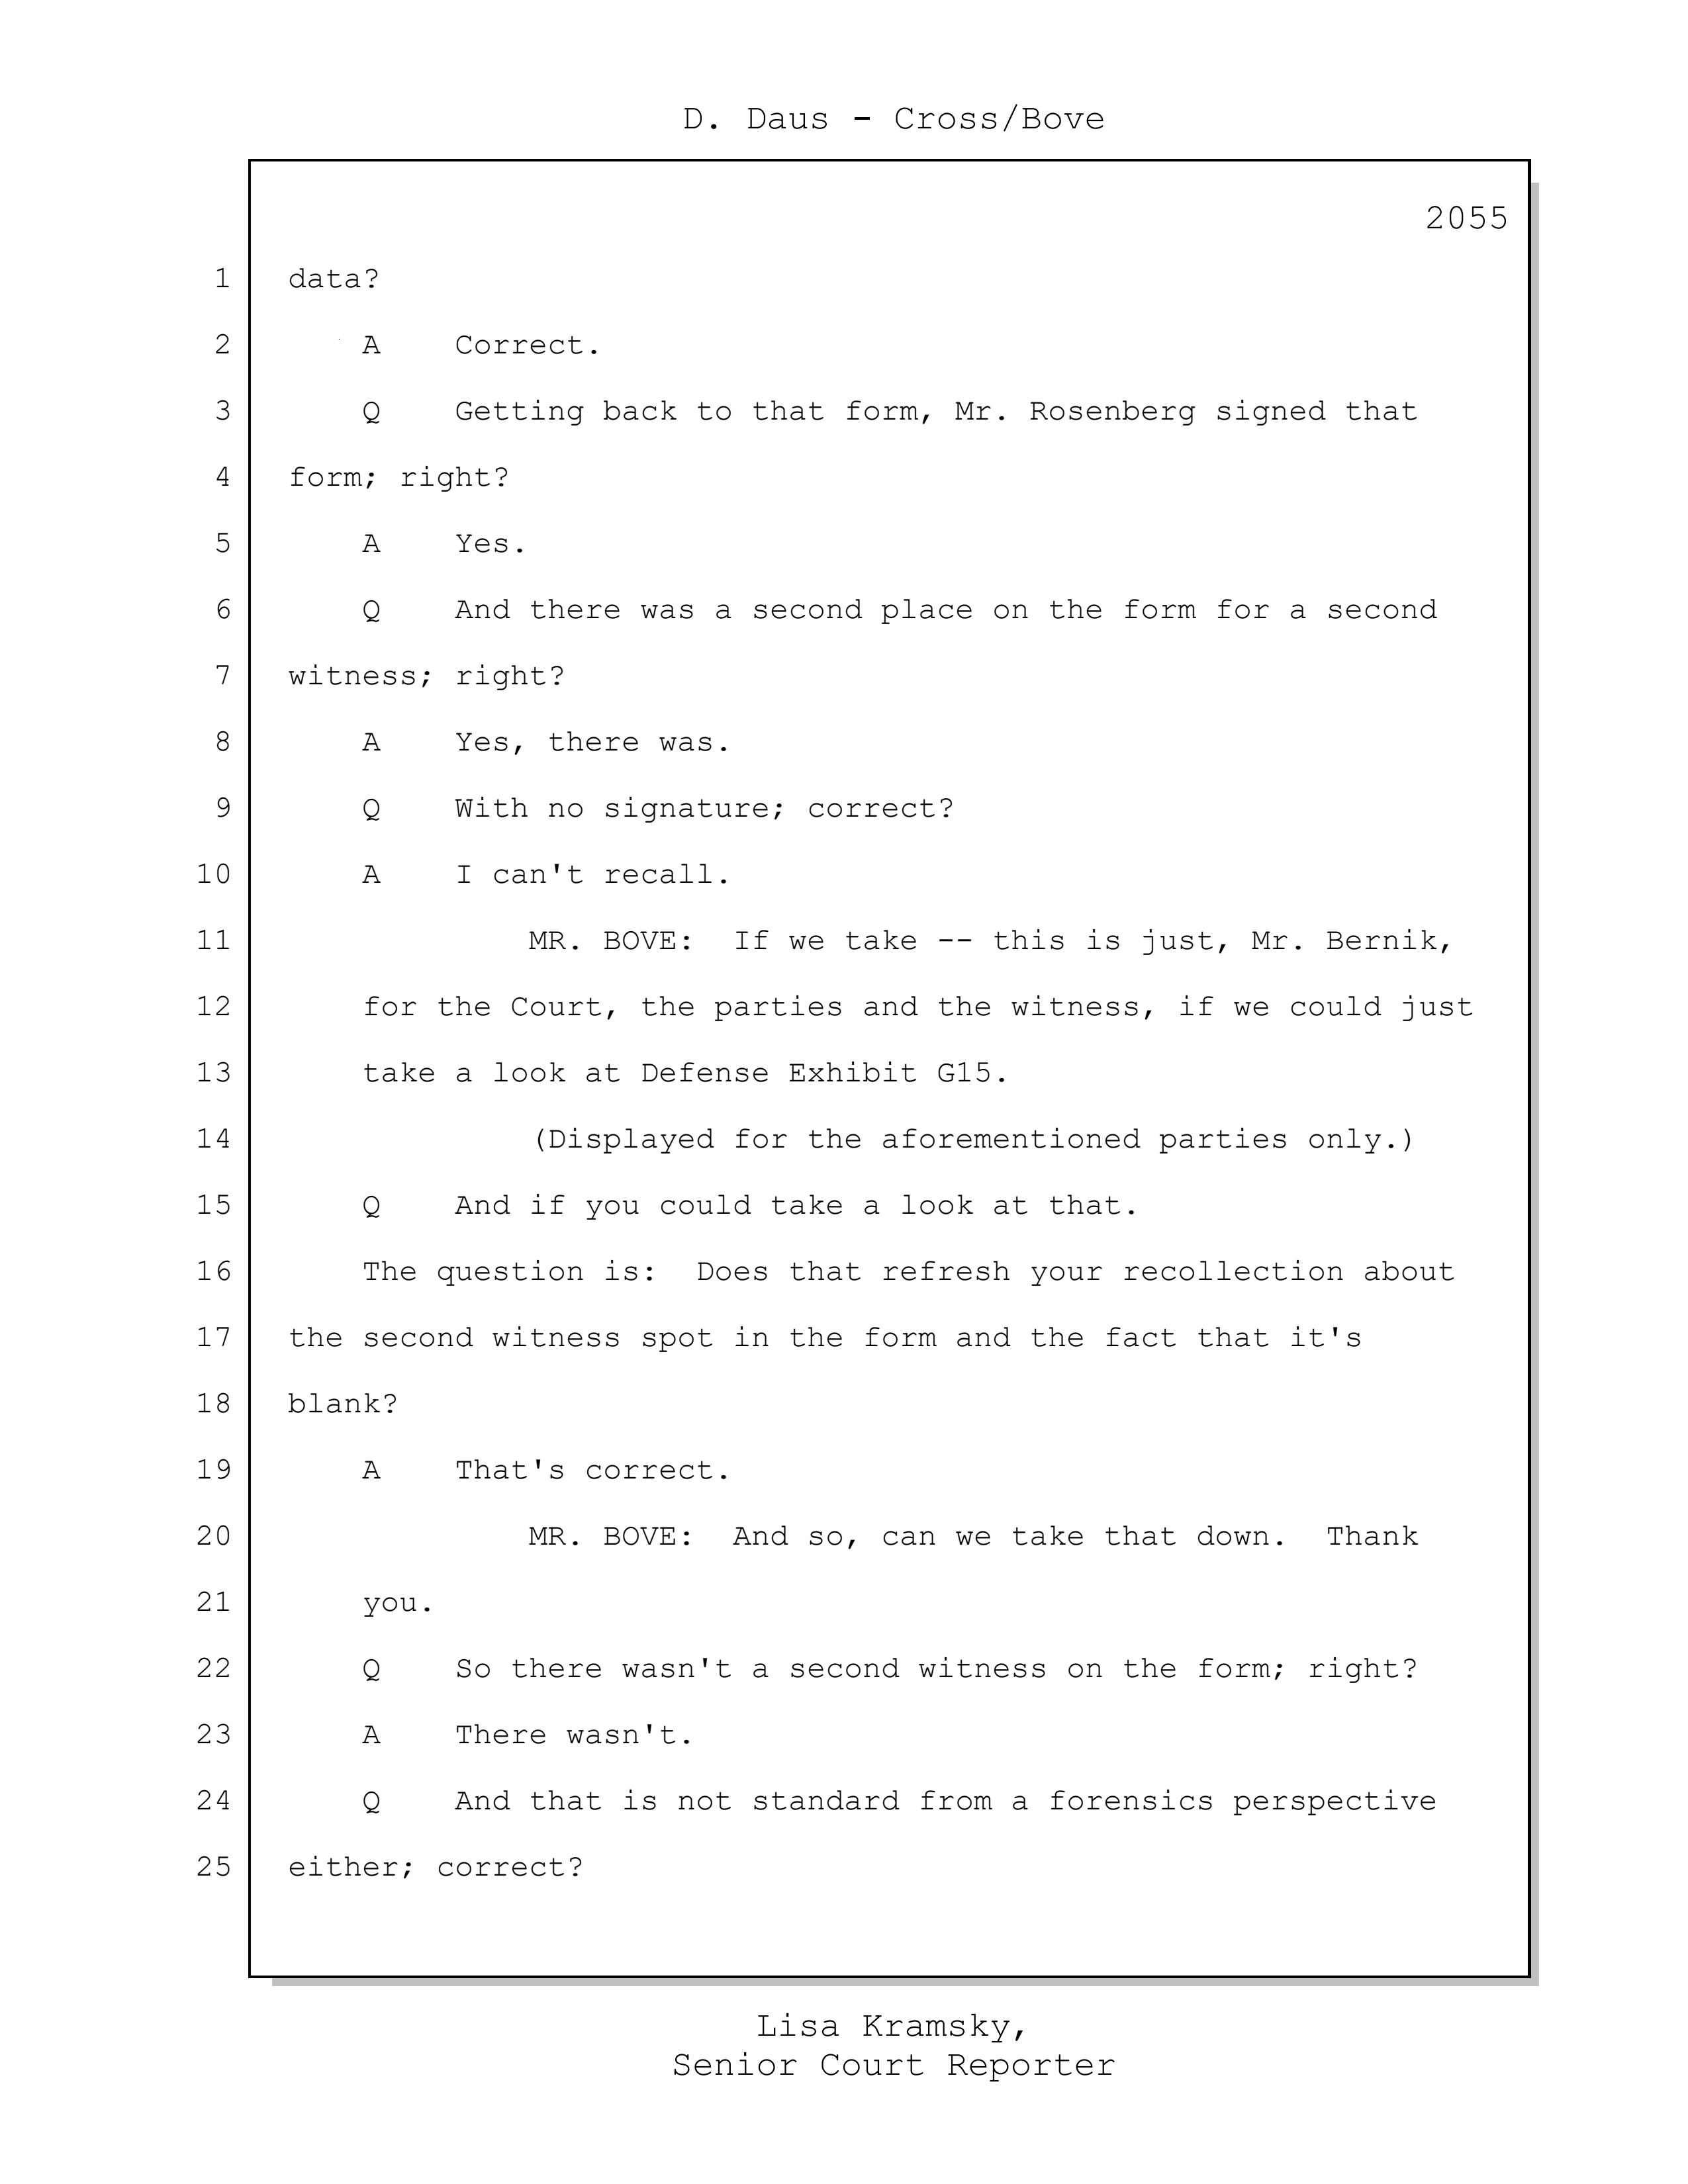 D. Daus - Cross/Bove
2055
1 data?
2 A Correct.
3 Q Getting back to that form, Mr. Rosenberg signed that
4 form; right?
5 A Yes.
6 Q And there was a second place on the form for a second
7 witness; right?
8 A Yes, there was.
9 Q With no signature; correct?
10 A I can't recall.
11 MR. BOVE: If we take -- this is just, Mr. Bernik,
12 for the Court, the parties and the witness, if we could just
13 take a look at Defense Exhibit G15.
14 (Displayed for the aforementioned parties only.)
15 Q And if you could take a look at that.
16 The question is: Does that refresh your recollection about
17 the second witness spot in the form and the fact that it's
18 blank?
19 A That's correct.
20 MR. BOVE: And so, can we take that down. Thank
21 you.
22 Q So there wasn't a second witness on the form; right?
23 A There wasn't.
24 Q And that is not standard from a forensics perspective
25 either; correct?
Lisa Kramsky,
Senior Court Reporter